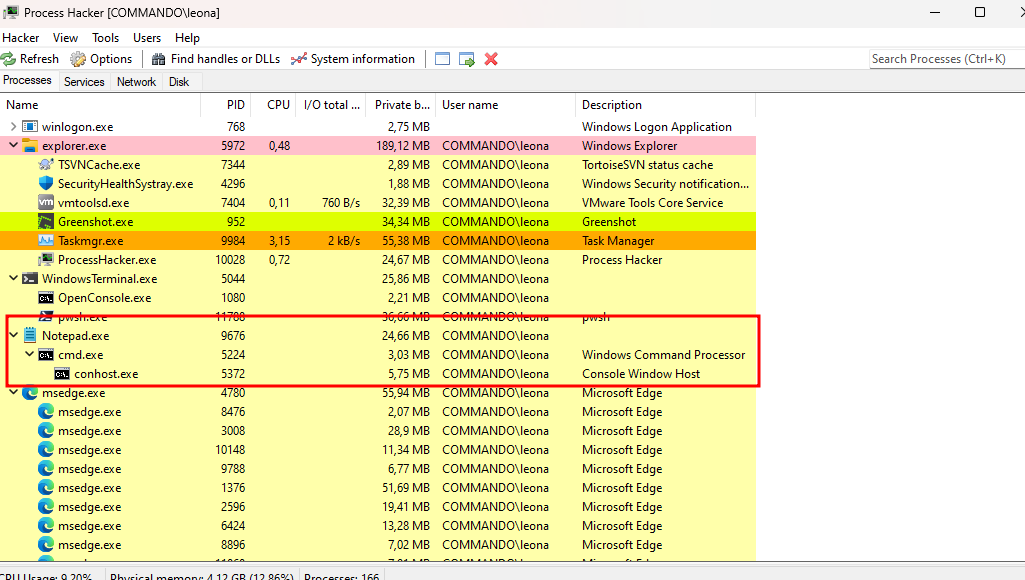 Process Hacker [COMMANDO\leona]
Hacker View Tools Users Help
Refresh Options Find handles or DLLs System information Search Processes (Ctrl+K)
Processes Services Network Disk
Name PID CPU I/O total ... Private b... User name Description
winlogon.exe 768 2,75 MB Windows Logon Application
explorer.exe 5972 0,48 189,12 MB COMMANDO\leona Windows Explorer
TSVNCache.exe 7344 2,89 MB COMMANDO\leona TortoiseSVN status cache
SecurityHealthSystray.exe 4296 1,88 MB COMMANDO\leona Windows Security notification...
vm vmtoolsd.exe 7404 0,11 760 B/s 32,39 MB COMMANDO\leona VMware Tools Core Service
Greenshot.exe 952 34,34 MB COMMANDO\leona Greenshot
Taskmgr.exe 9984 3,15 2 kB/s 55,38 MB COMMANDO\leona Task Manager
ProcessHacker.exe 10028 0,72 24,67 MB COMMANDO\leona Process Hacker
WindowsTerminal.exe 5044 25,86 MB COMMANDO\leona
OpenConsole.exe 1080 2,21 MB COMMANDO\leona
pwsh.exe 11788 36,66 MB COMMANDO\leona pwsh
Notepad.exe 9676 24,66 MB COMMANDO\leona
cmd.exe 5224 3,03 MB COMMANDO\leona Windows Command Processor
conhost.exe 5372 5,75 MB COMMANDO\leona Console Window Host
msedge.exe 4780 55,94 MB COMMANDO\leona Microsoft Edge
msedge.exe 8476 2,07 MB COMMANDO\leona Microsoft Edge
msedge.exe 3008 28,9 MB COMMANDO\leona Microsoft Edge
msedge.exe 10148 11,34 MB COMMANDO\leona Microsoft Edge
msedge.exe 9788 6,77 MB COMMANDO\leona Microsoft Edge
msedge.exe 1376 51,69 MB COMMANDO\leona Microsoft Edge
msedge.exe 2596 19,41 MB COMMANDO\leona Microsoft Edge
msedge.exe 6424 13,28 MB COMMANDO\leona Microsoft Edge
msedge.exe 8896 7,02 MB COMMANDO\leona Microsoft Edge
CPU Usage: 9.20% Physical memory: 4,12 GB (12.86%) Processes: 166